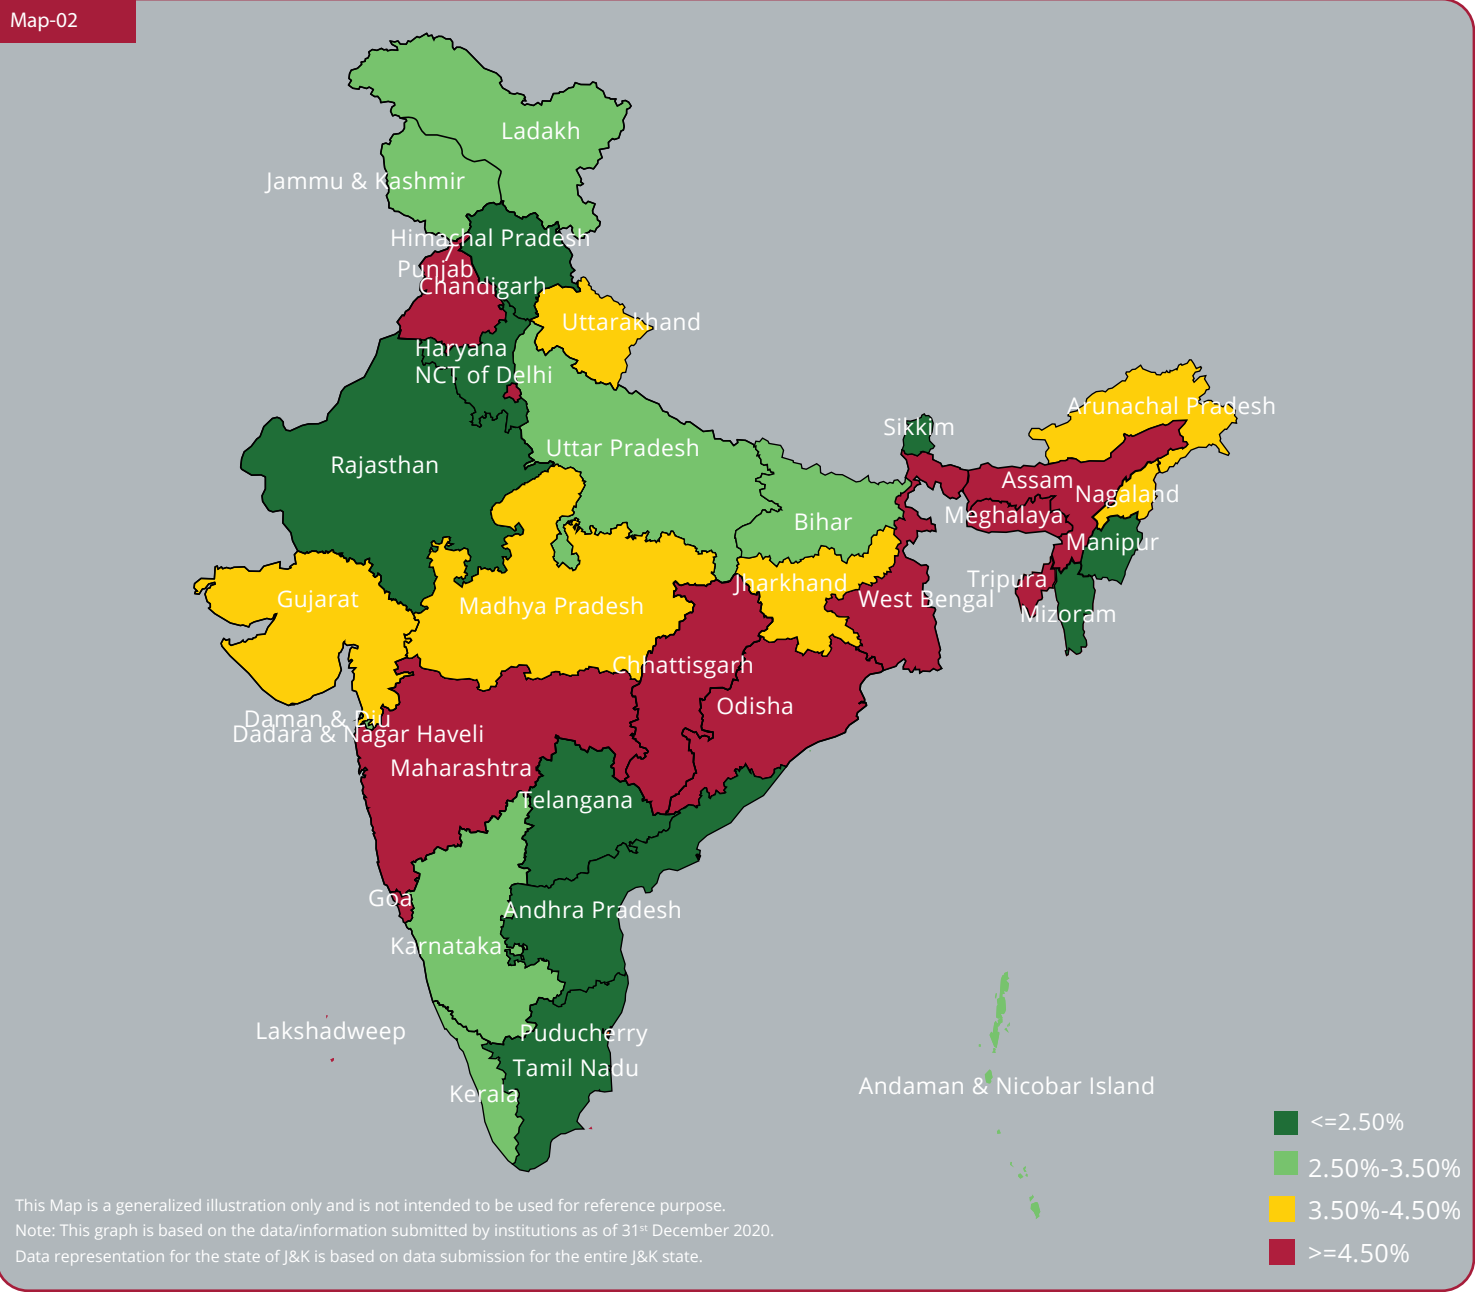 Map-02
Ladakh
Jammu & Kashmir
Himachal Pradesh
7
Punjab
Chandigarh
Uttarakhand
Haryana
NCT of Delhi
Arunachal Pradesh
Sikkim
Uttar Pradesh
Rajasthan
Assam
Nagaland
Meghalaya
Bihar
Manipur
Tripura
Jharkhand
Gujarat
Madhya Pradesh
West Bengal
Mizoram
Chhattisgarh
Odisha
Daman & Diu
Dadara & Nagar Haveli
Maharashtra
Telangana
Goa
Andhra Pradesh
Karnataka
Lakshadweep
Puducherry
Tamil Nadu
Andaman & Nicobar Island
Kerala
<=2.50%
2.50%-3.50%
3.50%-4.50%
>=4.50%
This Map is a generalized illustration only and is not intended to be used for reference purpose.
Note: This graph is based on the data/information submitted by institutions as of 31st December 2020.
Data representation for the state of J&K is based on data submission for the entire J&K state.